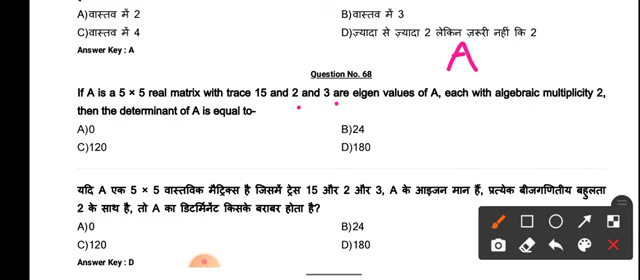 A)वास्तव में 2 B)वास्तव में 3
C)वास्तव में 4 D)ज़्यादा से ज़्यादा 2 लेकिन ज़रूरी नहीं कि 2
Answer Key : A
A
Question No. 68
If A is a 5 × 5 real matrix with trace 15 and 2 and 3 are eigen values of A, each with algebraic multiplicity 2,
then the determinant of A is equal to-
A)0 B)24
C)120 D)180
यदि A एक 5 × 5 वास्तविक मैट्रिक्स है जिसमें ट्रेस 15 और 2 और 3, A के आइजन मान हैं, प्रत्येक बीजगणितीय बहुलता
2 के साथ है, तो A का डिटर्मिनेंट किसके बराबर होता है?
A)0 B)24
C)120 D)180
Answer Key : D